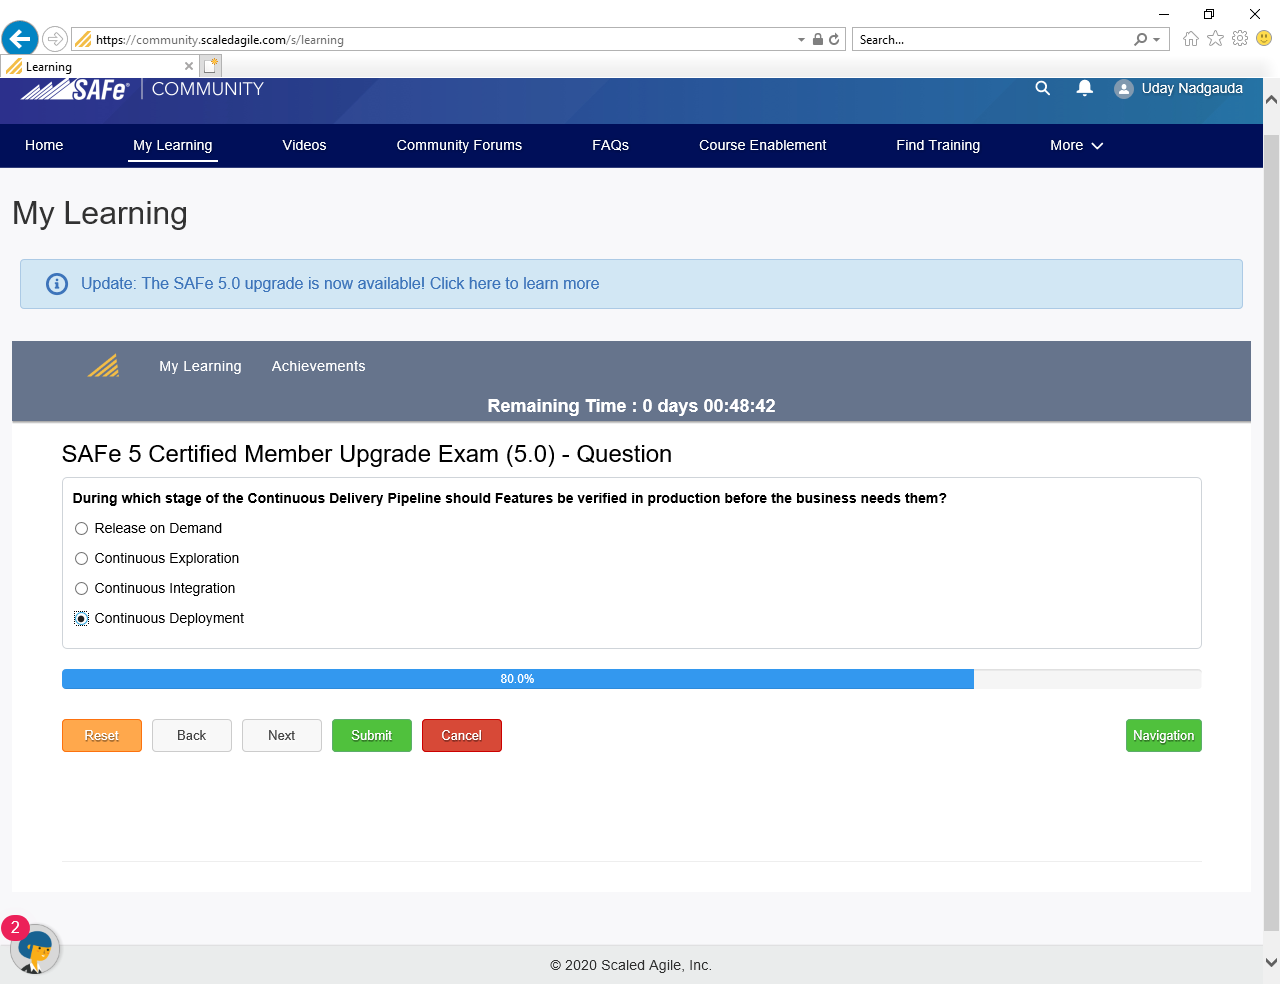 https://community.scaledagile.com/s/learning
Search...
Learning
SAFe® COMMUNITY
Uday Nadgauda
Home My Learning Videos Community Forums FAQs Course Enablement Find Training More
My Learning
Update: The SAFe 5.0 upgrade is now available! Click here to learn more
My Learning Achievements
Remaining Time : 0 days 00:48:42
SAFe 5 Certified Member Upgrade Exam (5.0) - Question
During which stage of the Continuous Delivery Pipeline should Features be verified in production before the business needs them?
Release on Demand
Continuous Exploration
Continuous Integration
Continuous Deployment
80.0%
Reset Back Next Submit Cancel Navigation
2
© 2020 Scaled Agile, Inc.